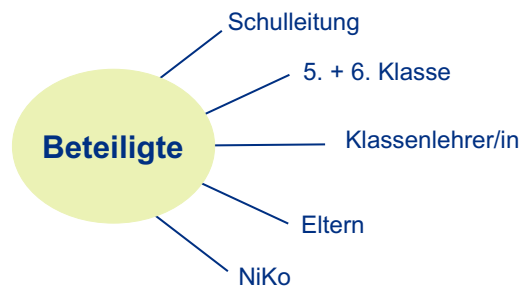 Schulleitung
5. + 6. Klasse
Beteiligte
Klassenlehrer/in
Eltern
NiKo